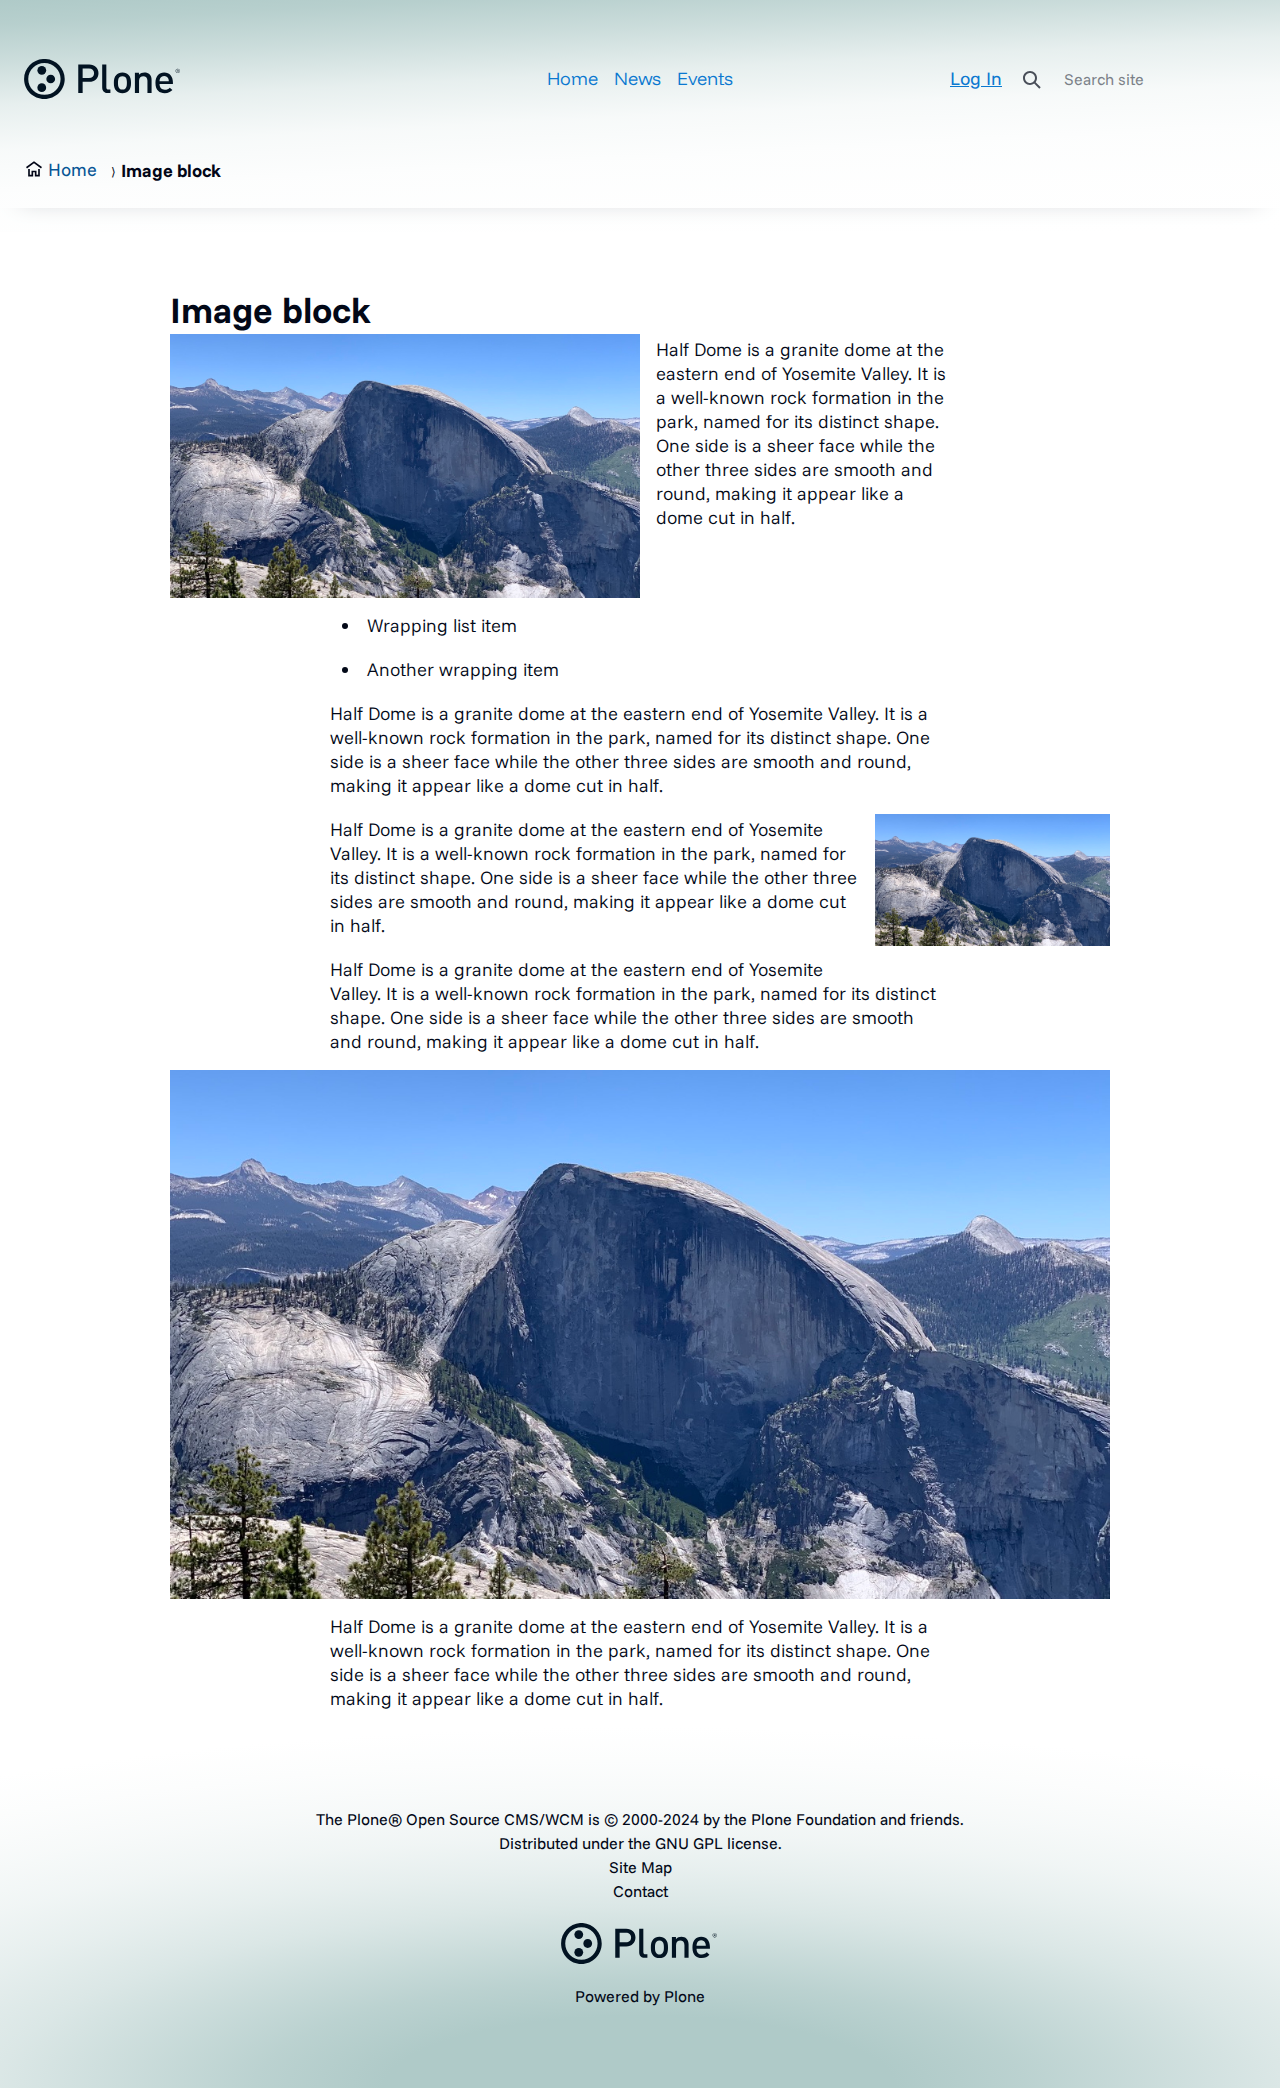 Plone®
Home News Events
Log In
Search site
Home ⟩ Image block
Image block
Half Dome is a granite dome at the
eastern end of Yosemite Valley. It is
a well-known rock formation in the
park, named for its distinct shape.
One side is a sheer face while the
other three sides are smooth and
round, making it appear like a
dome cut in half.
• Wrapping list item
• Another wrapping item
Half Dome is a granite dome at the eastern end of Yosemite Valley. It is a
well-known rock formation in the park, named for its distinct shape. One
side is a sheer face while the other three sides are smooth and round,
making it appear like a dome cut in half.
Half Dome is a granite dome at the eastern end of Yosemite
Valley. It is a well-known rock formation in the park, named for
its distinct shape. One side is a sheer face while the other three
sides are smooth and round, making it appear like a dome cut
in half.
Half Dome is a granite dome at the eastern end of Yosemite
Valley. It is a well-known rock formation in the park, named for its distinct
shape. One side is a sheer face while the other three sides are smooth
and round, making it appear like a dome cut in half.
Half Dome is a granite dome at the eastern end of Yosemite Valley. It is a
well-known rock formation in the park, named for its distinct shape. One
side is a sheer face while the other three sides are smooth and round,
making it appear like a dome cut in half.
The Plone® Open Source CMS/WCM is © 2000-2024 by the Plone Foundation and friends.
Distributed under the GNU GPL license.
Site Map
Contact
Plone®
Powered by Plone